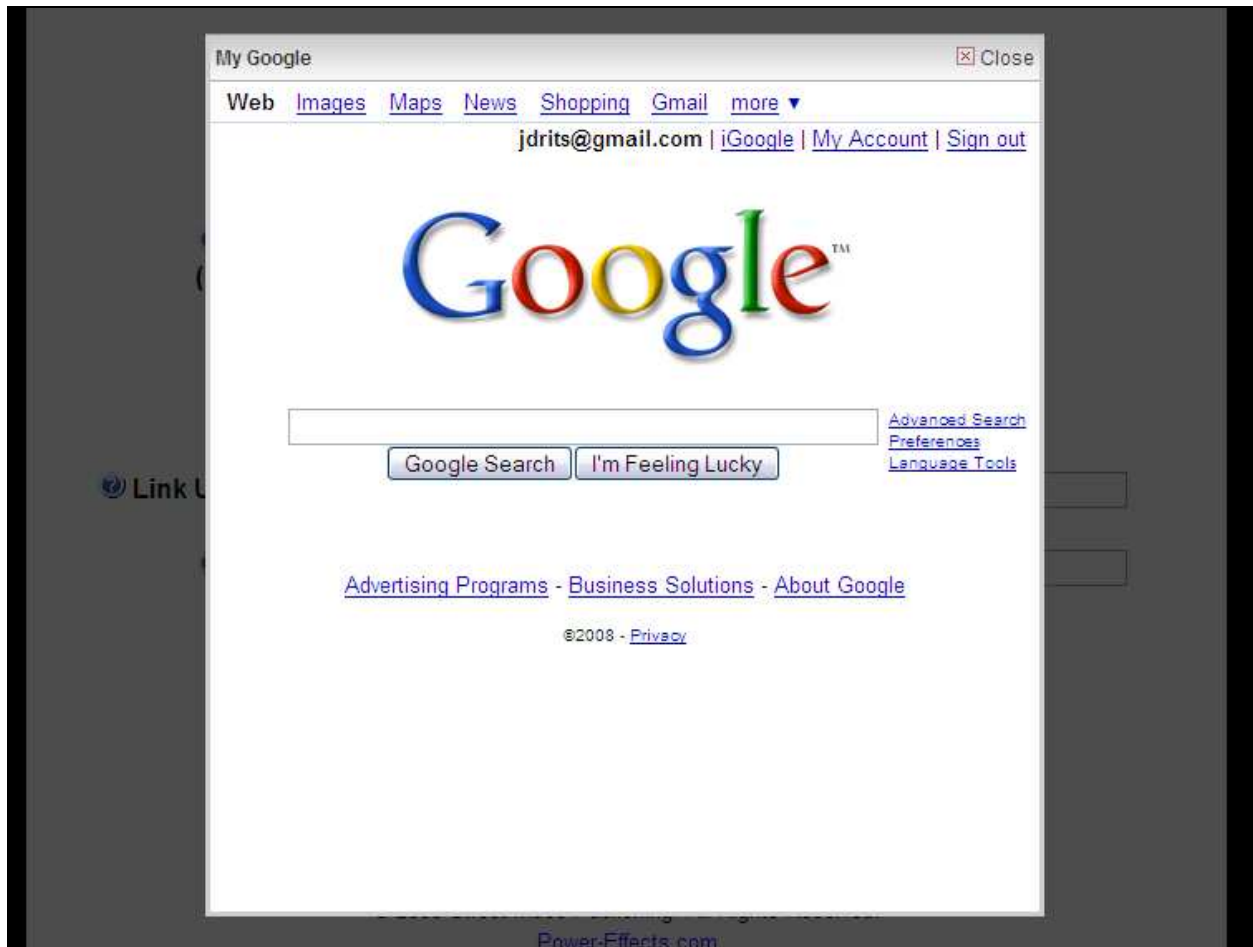 My Google Close
Web Images Maps News Shopping Gmail more ▼
jdrits@gmail.com | iGoogle | My Account | Sign out
Google™
Advanced Search
Preferences
Language Tools
Google Search I'm Feeling Lucky
Link
Advertising Programs - Business Solutions - About Google
©2008 - Privacy
Power-Effects.com